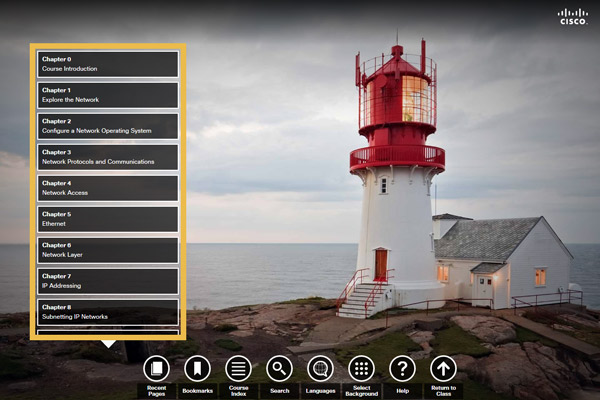 CISCO
Chapter 0
Course Introduction
Chapter 1
Explore the Network
Chapter 2
Configure a Network Operating System
Chapter 3
Network Protocols and Communications
Chapter 4
Network Access
Chapter 5
Ethernet
Chapter 6
Network Layer
Chapter 7
IP Addressing
Chapter 8
Subnetting IP Networks
Recent
Pages
Bookmarks
Course
Index
Search
Languages
Select
Background
Help
Return to
Class